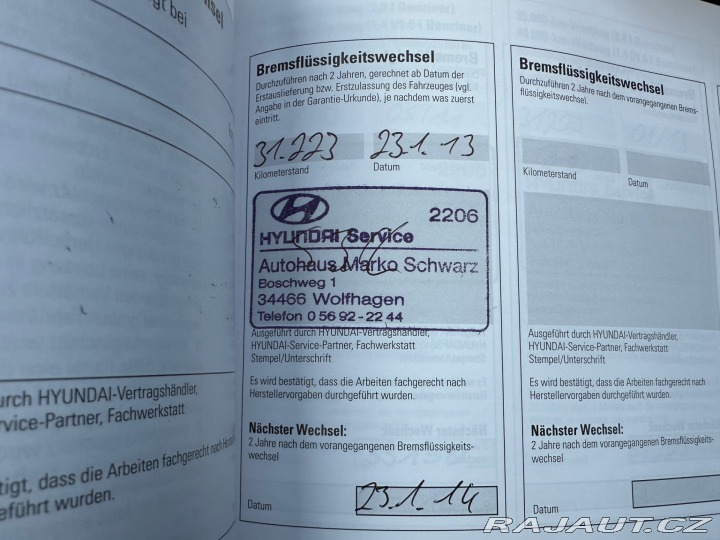 gt bei
urch HYUNDAI-Vertragshändler,
rvice-Partner, Fachwerkstatt
tigt, dass die Arbeiten fachgerecht nach
eführt wurden.
Bremsflüssigkeitswechsel
Durchzuführen nach 2 Jahren, gerechnet ab Datum der
Erstauslieferung bzw. Erstzulassung des Fahrzeuges (vgl.
Angabe in der Garantie-Urkunde), je nachdem was zuerst
eintritt.
31.223 23.1.13
Kilometerstand Datum
2206
HYUNDAI Service
Autohaus Marko Schwarz
Boschweg 1
34466 Wolfhagen
Telefon 0 56 92-22 44
Ausgeführt durch HYUNDAI-Vertragshändler,
HYUNDAI-Service-Partner, Fachwerkstatt
Stempel/Unterschrift
Es wird bestätigt, dass die Arbeiten fachgerecht nach
Herstellervorgaben durchgeführt wurden.
Nächster Wechsel:
2 Jahre nach dem vorangegangenen Bremsflüssigkeits-
wechsel
Datum 23.1.14
Bremsflüssigkeitswechsel
Durchzuführen 2 Jahre nach dem vorangegangenen Brems-
flüssigkeitswechsel.
Kilometerstand Datum
Ausgeführt durch HYUNDAI-Vertragshändler,
HYUNDAI-Service-Partner, Fachwerkstatt
Stempel/Unterschrift
Es wird bestätigt, dass die Arbeiten fachgerecht nach
Herstellervorgaben durchgeführt wurden.
Nächster Wechsel:
2 Jahre nach dem vorangegangenen Bremsflüssigkeits-
wechsel
Datum
RAJAUT.CZ